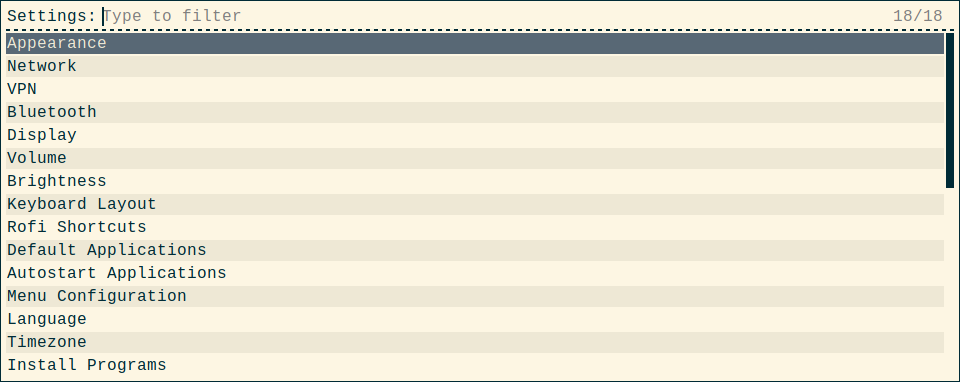 Settings: Type to filter 18/18
Appearance
Network
VPN
Bluetooth
Display
Volume
Brightness
Keyboard Layout
Rofi Shortcuts
Default Applications
Autostart Applications
Menu Configuration
Language
Timezone
Install Programs